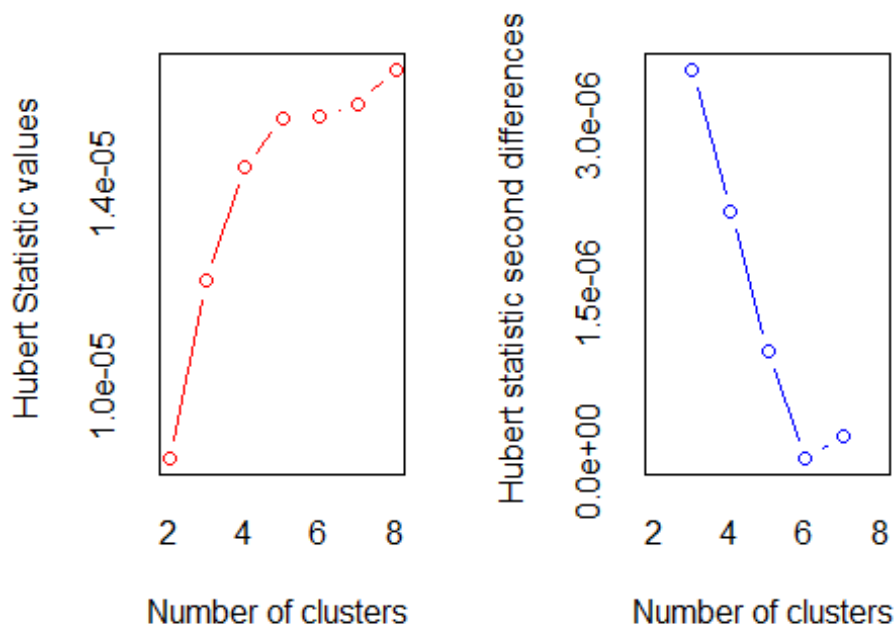 Hubert Statistic values
1.0e-05 1.4e-05
2 4 6 8
Number of clusters
Hubert statistic second differences
0.0e+00 1.5e-06 3.0e-06
2 4 6 8
Number of clusters